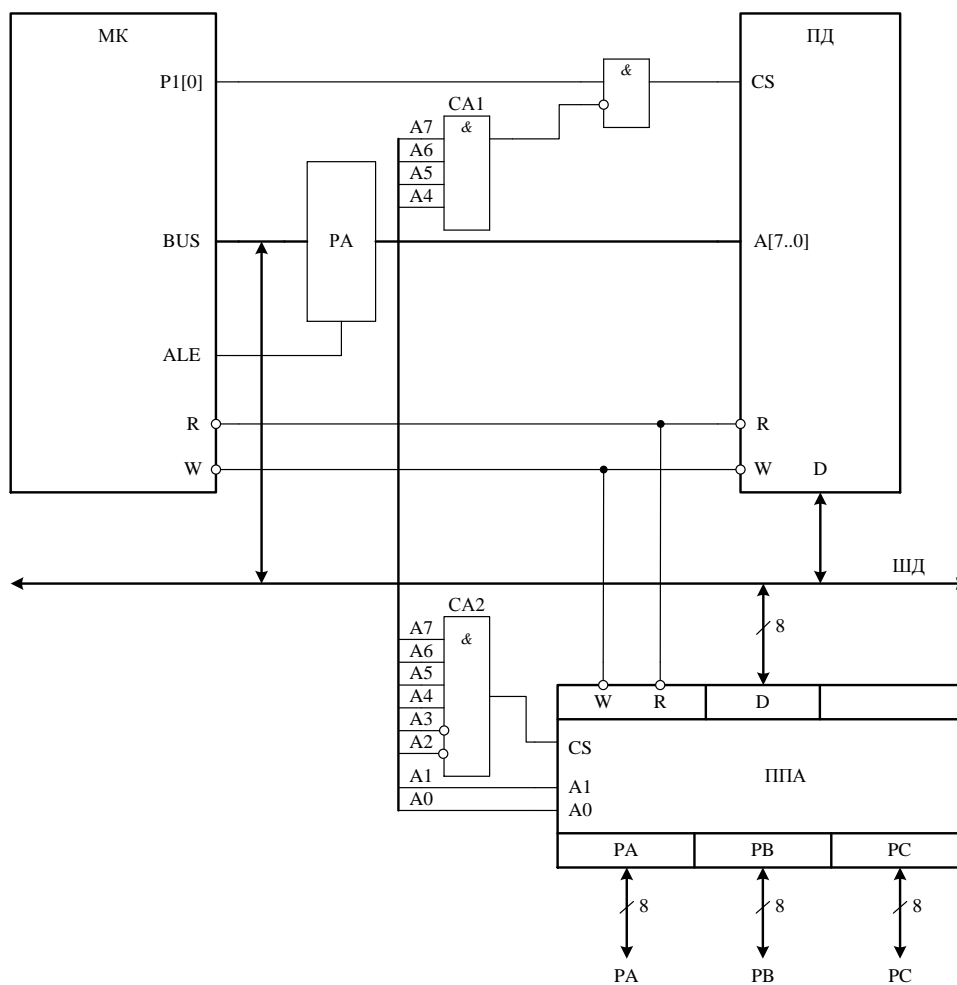 МК
ПД
&
P1[0]
CS
CA1
&
A7
A6
A5
A4
BUS
PA
A[7..0]
ALE
R
R
W
W
D
ШД
CA2
&
A7
A6
A5
A4
A3
A2
8
W
R
D
CS
ППА
A1
A1
A0
A0
PA
PB
PC
8
8
8
PA
PB
PC